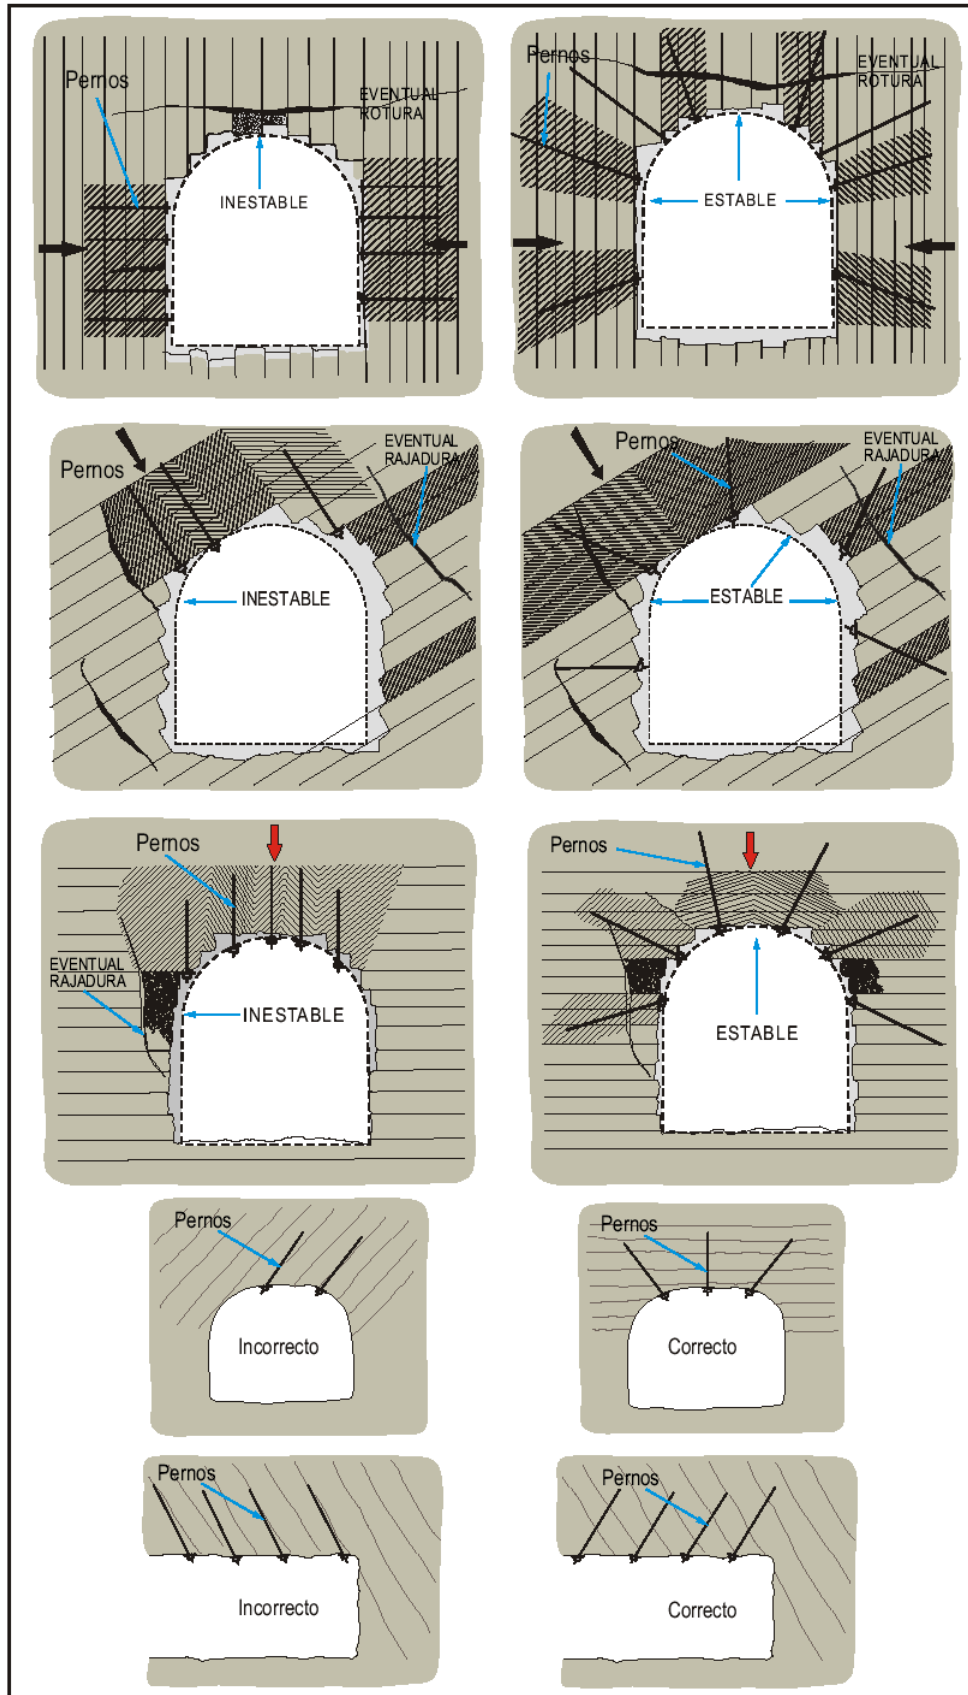 Pernos
EVENTUAL
ROTURA
INESTABLE
Pernos
EVENTUAL
ROTURA
ESTABLE
Pernos
EVENTUAL
RAJADURA
INESTABLE
Pernos
EVENTUAL
RAJADURA
ESTABLE
Pernos
EVENTUAL
RAJADURA
INESTABLE
Pernos
ESTABLE
Pernos
Incorrecto
Pernos
Correcto
Pernos
Incorrecto
Pernos
Correcto